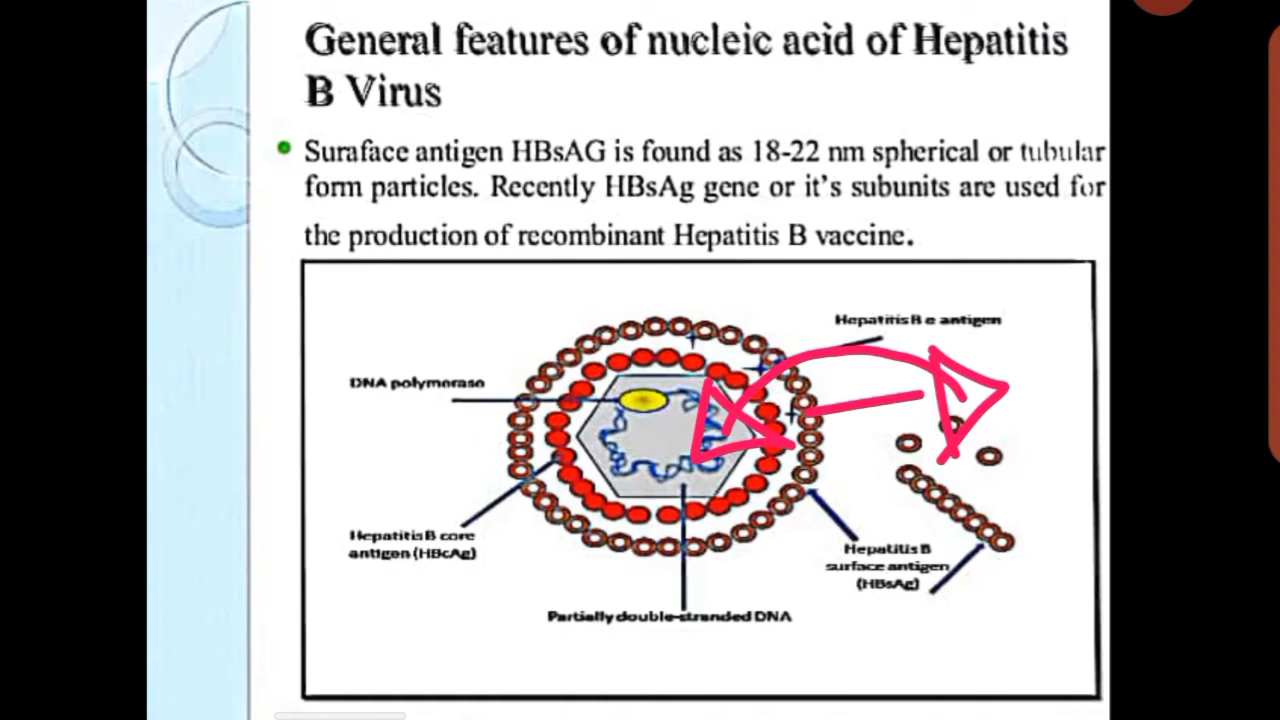 General features of nucleic acid of Hepatitis
B Virus
Suraface antigen HBsAG is found as 18-22 nm spherical or tubular
form particles. Recently HBsAg gene or it's subunits are used for
the production of recombinant Hepatitis B vaccine.
Hepatitis B e antigen
DNA polymerase
Hepatitis B core
antigen (HBcAg)
Hepatitis B
surface antigen
(HBsAg)
Partially double-stranded DNA